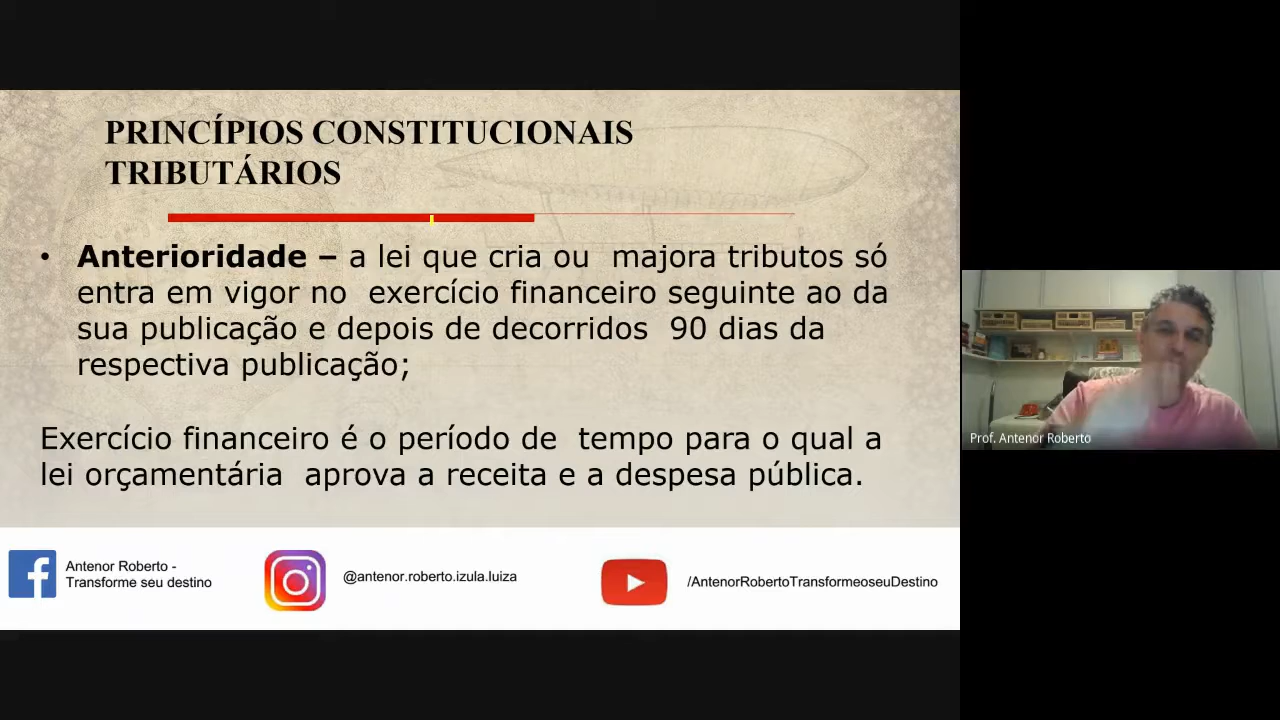 PRINCÍPIOS CONSTITUCIONAIS
TRIBUTÁRIOS
• Anterioridade – a lei que cria ou majora tributos só
entra em vigor no exercício financeiro seguinte ao da
sua publicação e depois de decorridos 90 dias da
respectiva publicação;
Exercício financeiro é o período de tempo para o qual a
lei orçamentária aprova a receita e a despesa pública.
Antenor Roberto -
Transforme seu destino
@antenor.roberto.izula.luiza
/AntenorRobertoTransformeoseuDestino
Prof. Antenor Roberto